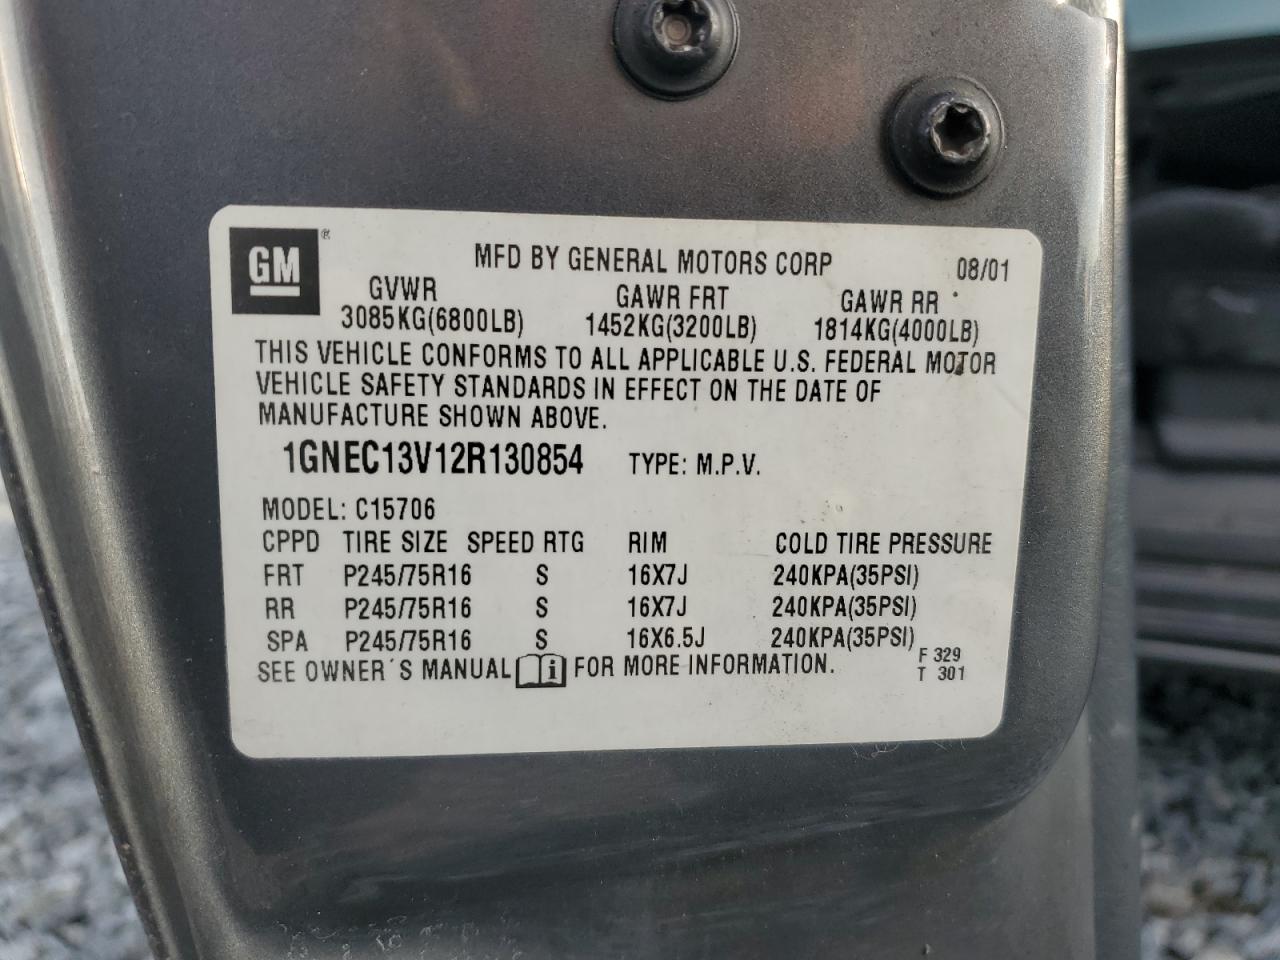 GM ®
MFD BY GENERAL MOTORS CORP 08/01
GVWR GAWR FRT GAWR RR
3085KG(6800LB) 1452KG(3200LB) 1814KG(4000LB)
THIS VEHICLE CONFORMS TO ALL APPLICABLE U.S. FEDERAL MOTOR
VEHICLE SAFETY STANDARDS IN EFFECT ON THE DATE OF
MANUFACTURE SHOWN ABOVE.
1GNEC13V12R130854 TYPE: M.P.V.
MODEL: C15706
CPPD TIRE SIZE SPEED RTG RIM COLD TIRE PRESSURE
FRT P245/75R16 S 16X7J 240KPA(35PSI)
RR P245/75R16 S 16X7J 240KPA(35PSI)
SPA P245/75R16 S 16X6.5J 240KPA(35PSI)
SEE OWNER´S MANUAL i FOR MORE INFORMATION.
F 329
T 301